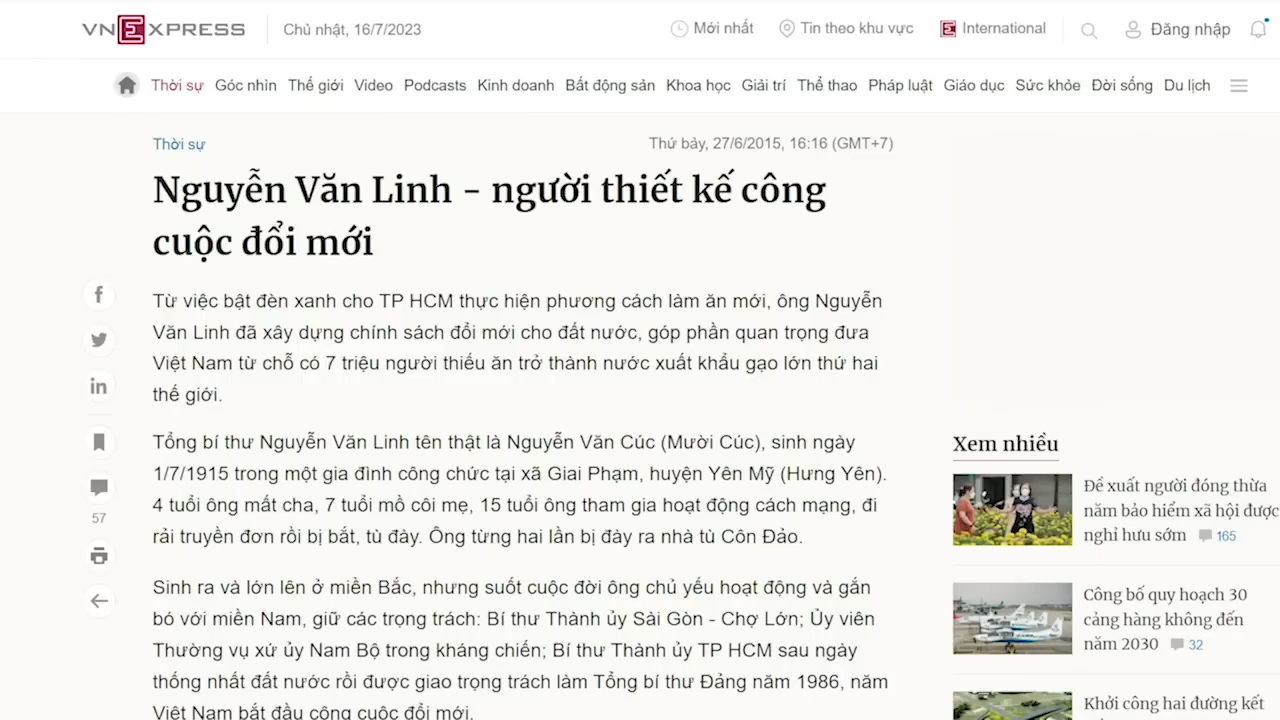 VNEXPRESS
Chủ nhật, 16/7/2023
Mới nhất
Tin theo khu vực
International
Đăng nhập
Thời sự Góc nhìn Thế giới Video Podcasts Kinh doanh Bất động sản Khoa học Giải trí Thể thao Pháp luật Giáo dục Sức khỏe Đời sống Du lịch
Thời sự
Thứ bảy, 27/6/2015, 16:16 (GMT+7)
Nguyễn Văn Linh - người thiết kế công
cuộc đổi mới
Từ việc bật đèn xanh cho TP HCM thực hiện phương cách làm ăn mới, ông Nguyễn
Văn Linh đã xây dựng chính sách đổi mới cho đất nước, góp phần quan trọng đưa
Việt Nam từ chỗ có 7 triệu người thiếu ăn trở thành nước xuất khẩu gạo lớn thứ hai
thế giới.
Tổng bí thư Nguyễn Văn Linh tên thật là Nguyễn Văn Cúc (Mười Cúc), sinh ngày
1/7/1915 trong một gia đình công chức tại xã Giai Phạm, huyện Yên Mỹ (Hưng Yên).
4 tuổi ông mất cha, 7 tuổi mồ côi mẹ, 15 tuổi ông tham gia hoạt động cách mạng, đi
rải truyền đơn rồi bị bắt, tù đày. Ông từng hai lần bị đày ra nhà tù Côn Đảo.
Sinh ra và lớn lên ở miền Bắc, nhưng suốt cuộc đời ông chủ yếu hoạt động và gắn
bó với miền Nam, giữ các trọng trách: Bí thư Thành ủy Sài Gòn - Chợ Lớn; Ủy viên
Thường vụ xứ ủy Nam Bộ trong kháng chiến; Bí thư Thành ủy TP HCM sau ngày
thống nhất đất nước rồi được giao trọng trách làm Tổng bí thư Đảng năm 1986, năm
Việt Nam bắt đầu công cuộc đổi mới.
57
Xem nhiều
Đề xuất người đóng thừa
năm bảo hiểm xã hội được
nghỉ hưu sớm 165
Công bố quy hoạch 30
cảng hàng không đến
năm 2030 32
Khởi công hai đường kết